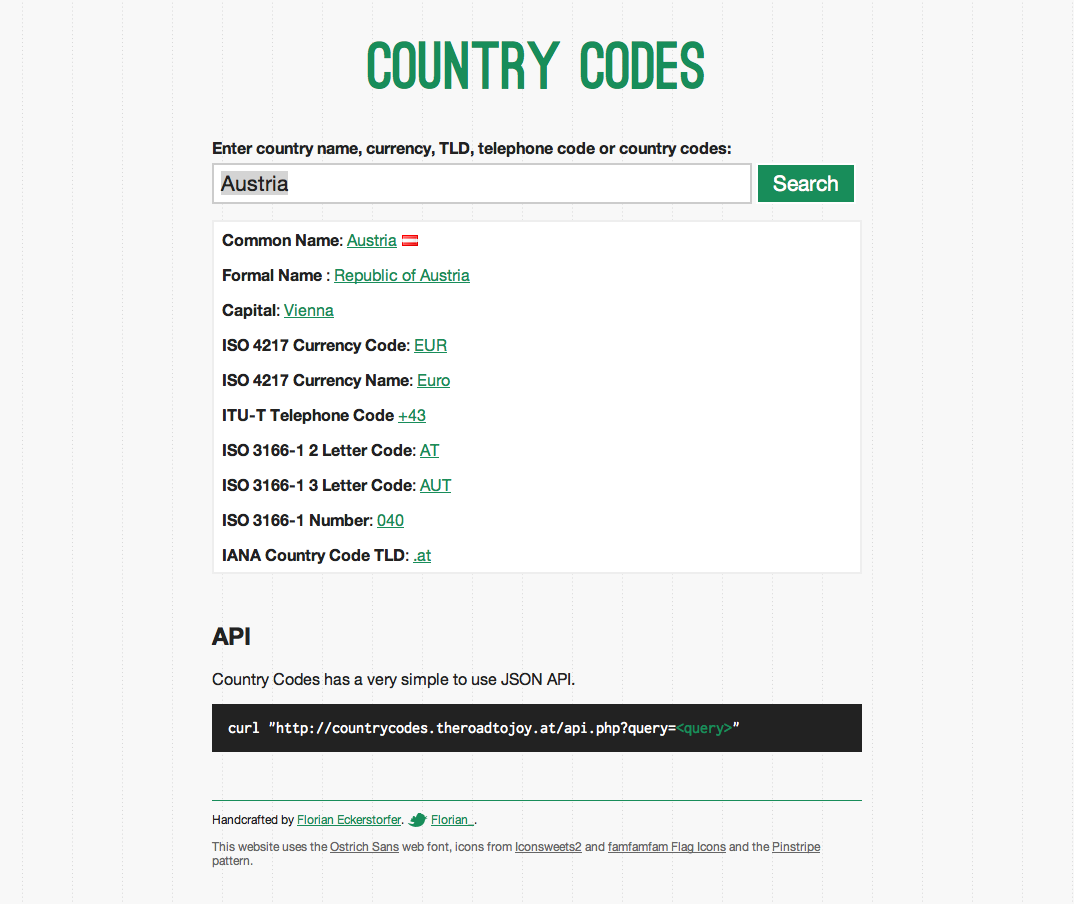 COUNTRY CODES
Enter country name, currency, TLD, telephone code or country codes:
Austria
Search
Common Name: Austria
Formal Name : Republic of Austria
Capital: Vienna
ISO 4217 Currency Code: EUR
ISO 4217 Currency Name: Euro
ITU-T Telephone Code +43
ISO 3166-1 2 Letter Code: AT
ISO 3166-1 3 Letter Code: AUT
ISO 3166-1 Number: 040
IANA Country Code TLD: .at
API
Country Codes has a very simple to use JSON API.
curl "http://countrycodes.theroadtojoy.at/api.php?query=<query>"
Handcrafted by Florian Eckerstorfer. Florian_.
This website uses the Ostrich Sans web font, icons from Iconsweets2 and famfamfam Flag Icons and the Pinstripe
pattern.